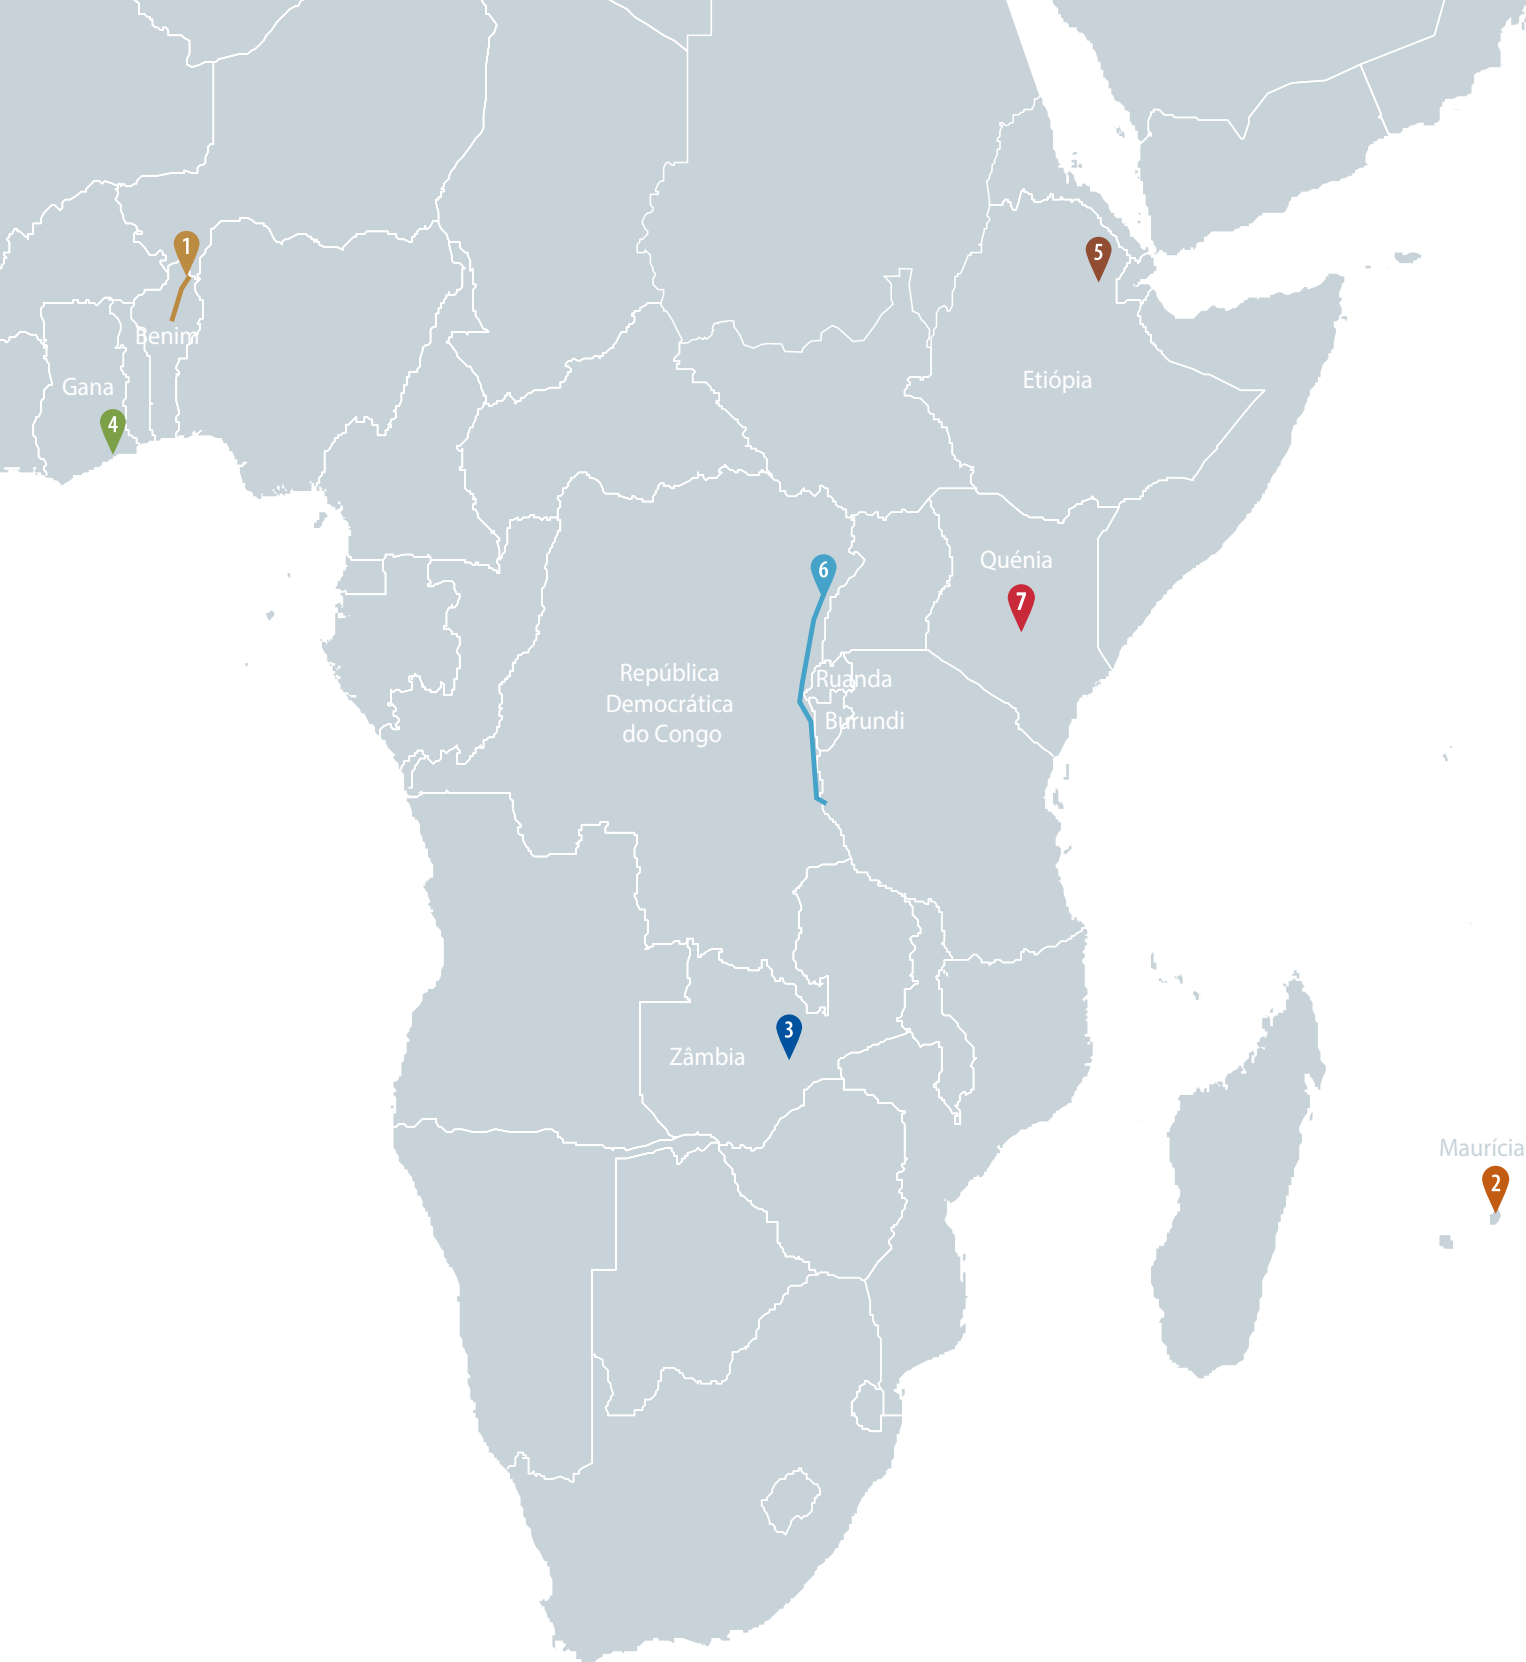 1
5
Benim
Etiópia
Gana
4
Quénia
6
7
República
Democrática
do Congo
Ruanda
Burundi
3
Zâmbia
Maurícia
2